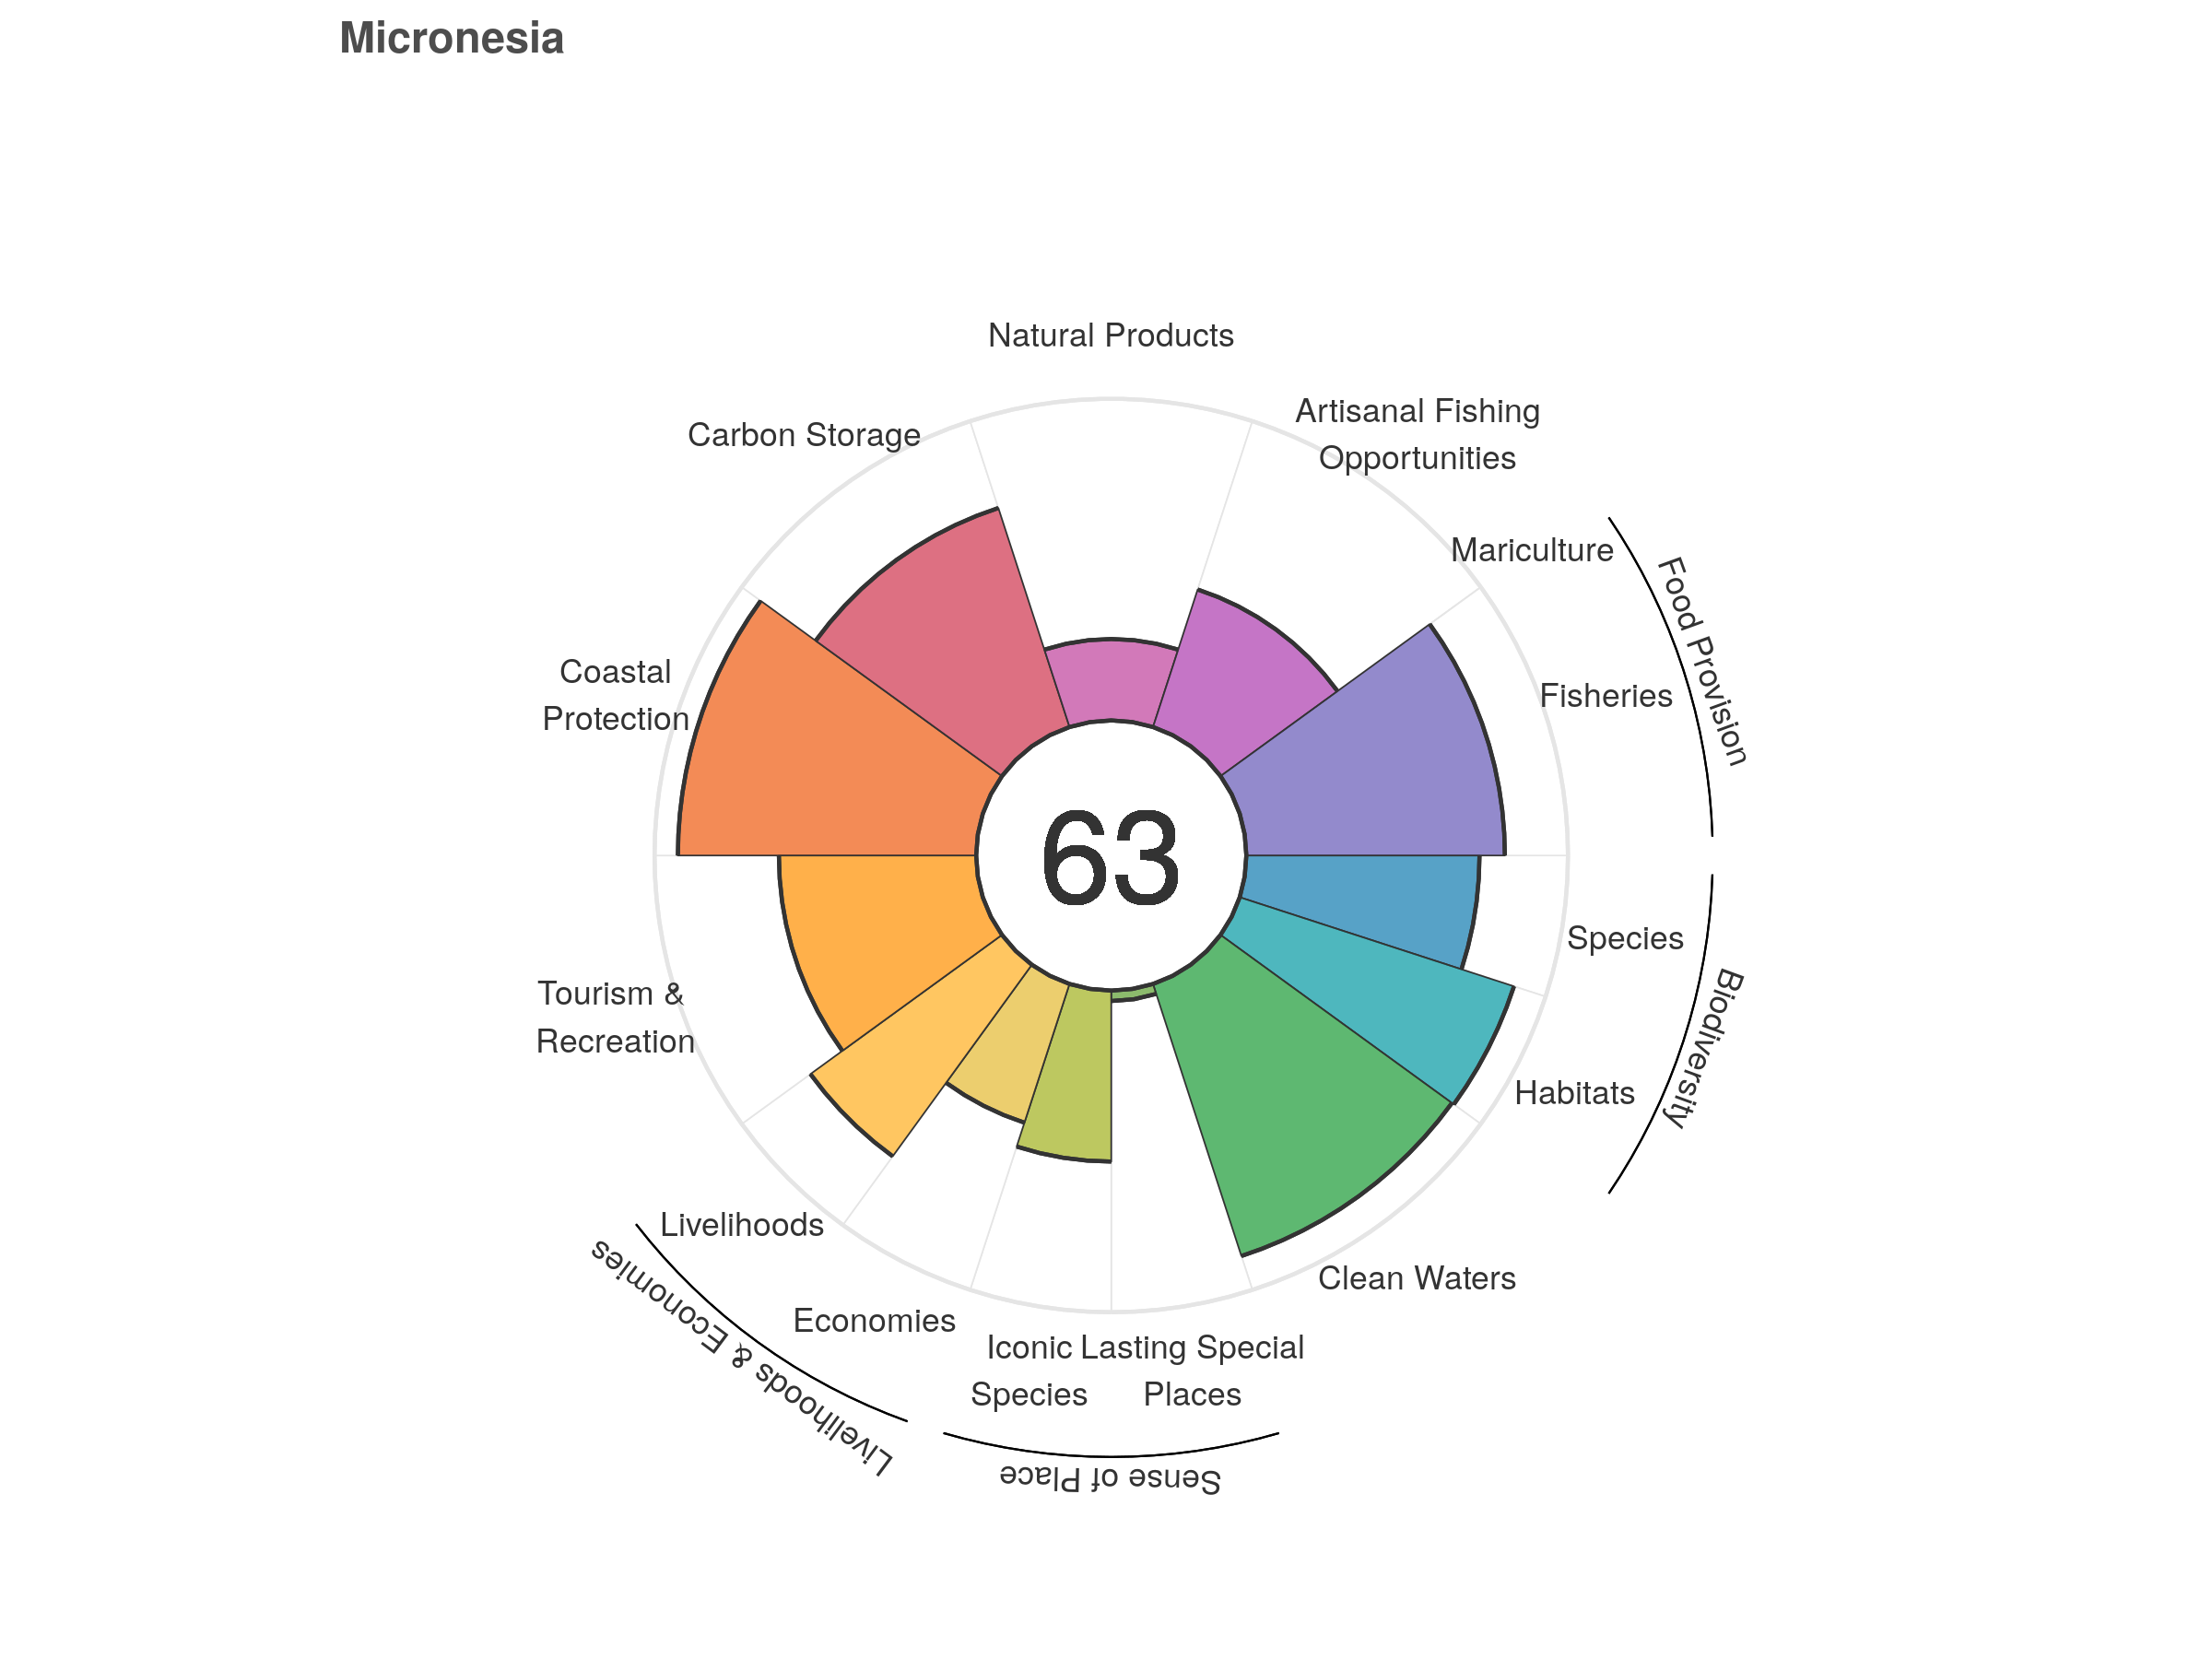 Micronesia
Natural Products
Carbon Storage
Artisanal Fishing
Opportunities
Mariculture
Food Provision
Fisheries
Coastal
Protection
63
Species
Biodiversity
Habitats
Tourism &
Recreation
Livelihoods
Livelihoods & Economies
Clean Waters
Economies
Iconic
Species
Lasting Special
Places
Sense of Place